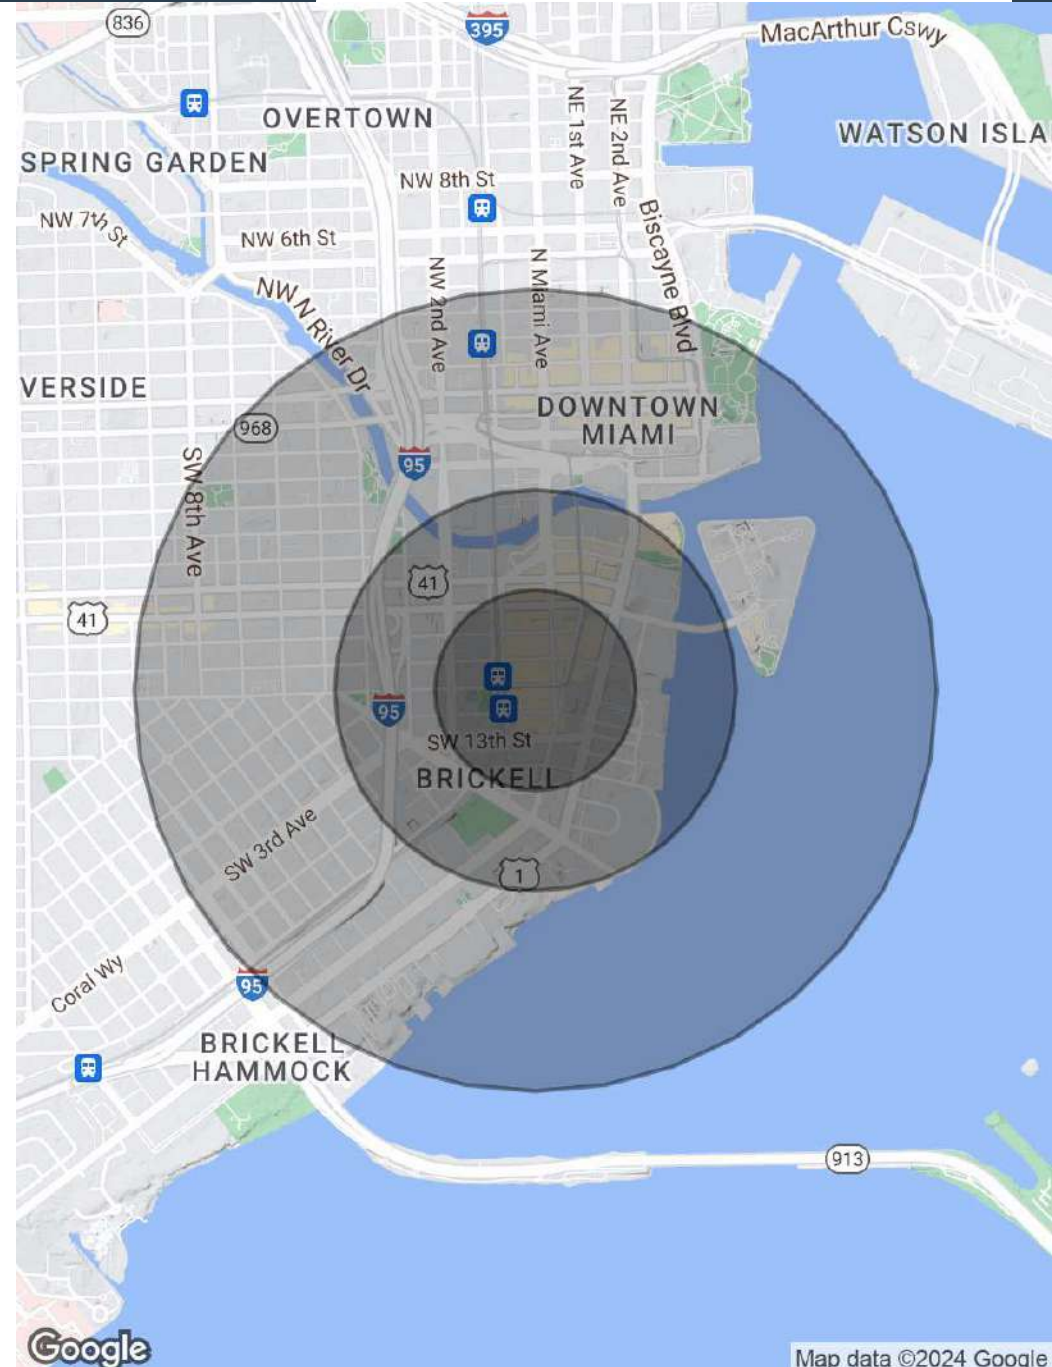 836
395
MacArthur Cswy
OVERTOWN
WATSON ISLA
SPRING GARDEN
NE 1st Ave
NE 2nd Ave
NW 8th St
NW 7th St
NW 6th St
Biscayne Blvd
NW N River Dr
NW 2nd Ave
N Miami Ave
VERSIDE
DOWNTOWN
MIAMI
968
95
SW 8th Ave
41
41
95
SW 13th St
BRICKELL
SW 3rd Ave
1
Coral Wy
95
BRICKELL
HAMMOCK
913
Google
Map data ©2024 Google